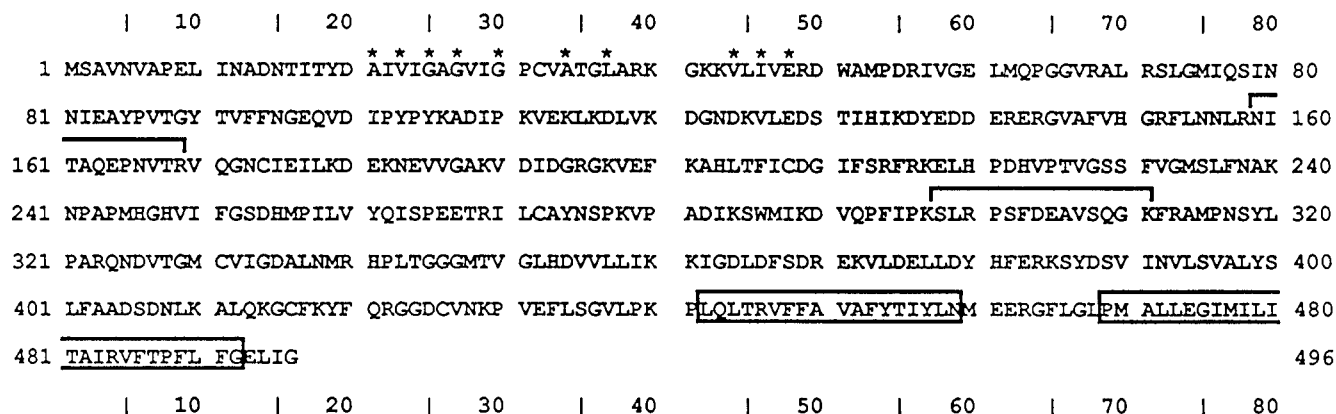 | 10 | 20 | 30 | 40 | 50 | 60 | 70 | 80
* * * * * * * * * *
1 MSAVNVAPEL INADNTITYD AIVIGAGVIG PCVATGLARK GKKVLIVERD WAMPDRIVGE LMQPGGVRAL RSLGMIQSIN 80
81 NIEAYPVTGY TVFFNGEQVD IPYPYKADIP KVEKLKDLVK DGNDKVLEDS TIHIKDYEDD ERERGVAFVH GRFLNNLRNI 160
161 TAQEPNVTRV QGNCIEILKD EKNEVVGAKV DIDGRGKVEF KAHLTFICDG IFSRFRKELH PDHVPTVGSS FVGMSLFNAK 240
241 NPAPMHGHVI FGSDHMPILV YQISPEETRI LCAYNSPKVP ADIKSWMIKD VQPFIPKSLR PSFDEAVSQG KFRAMPNSYL 320
321 PARQNDVTGM CVIGDALNMR HPLTGGGMTV GLHDVVLLIK KIGDLDFSDR EKVLDELLDY HFERKSYDSV INVLSVALYS 400
401 LFAADSDNLK ALQKGCFKYF QRGGDCVNKP VEFLSGVLPK PLQLTRVFFA VAFYTIYLNM EERGFLGLPM ALLEGIMILI 480
481 TAIRVFTPFL FGELIG 496
| 10 | 20 | 30 | 40 | 50 | 60 | 70 | 80